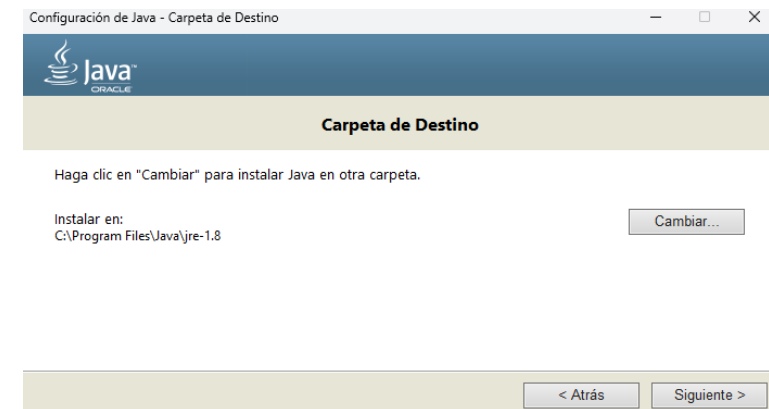 Configuración de Java - Carpeta de Destino
Java™
ORACLE
Carpeta de Destino
Haga clic en "Cambiar" para instalar Java en otra carpeta.
Instalar en:
Cambiar...
C:\Program Files\Java\jre-1.8
< Atrás
Siguiente >